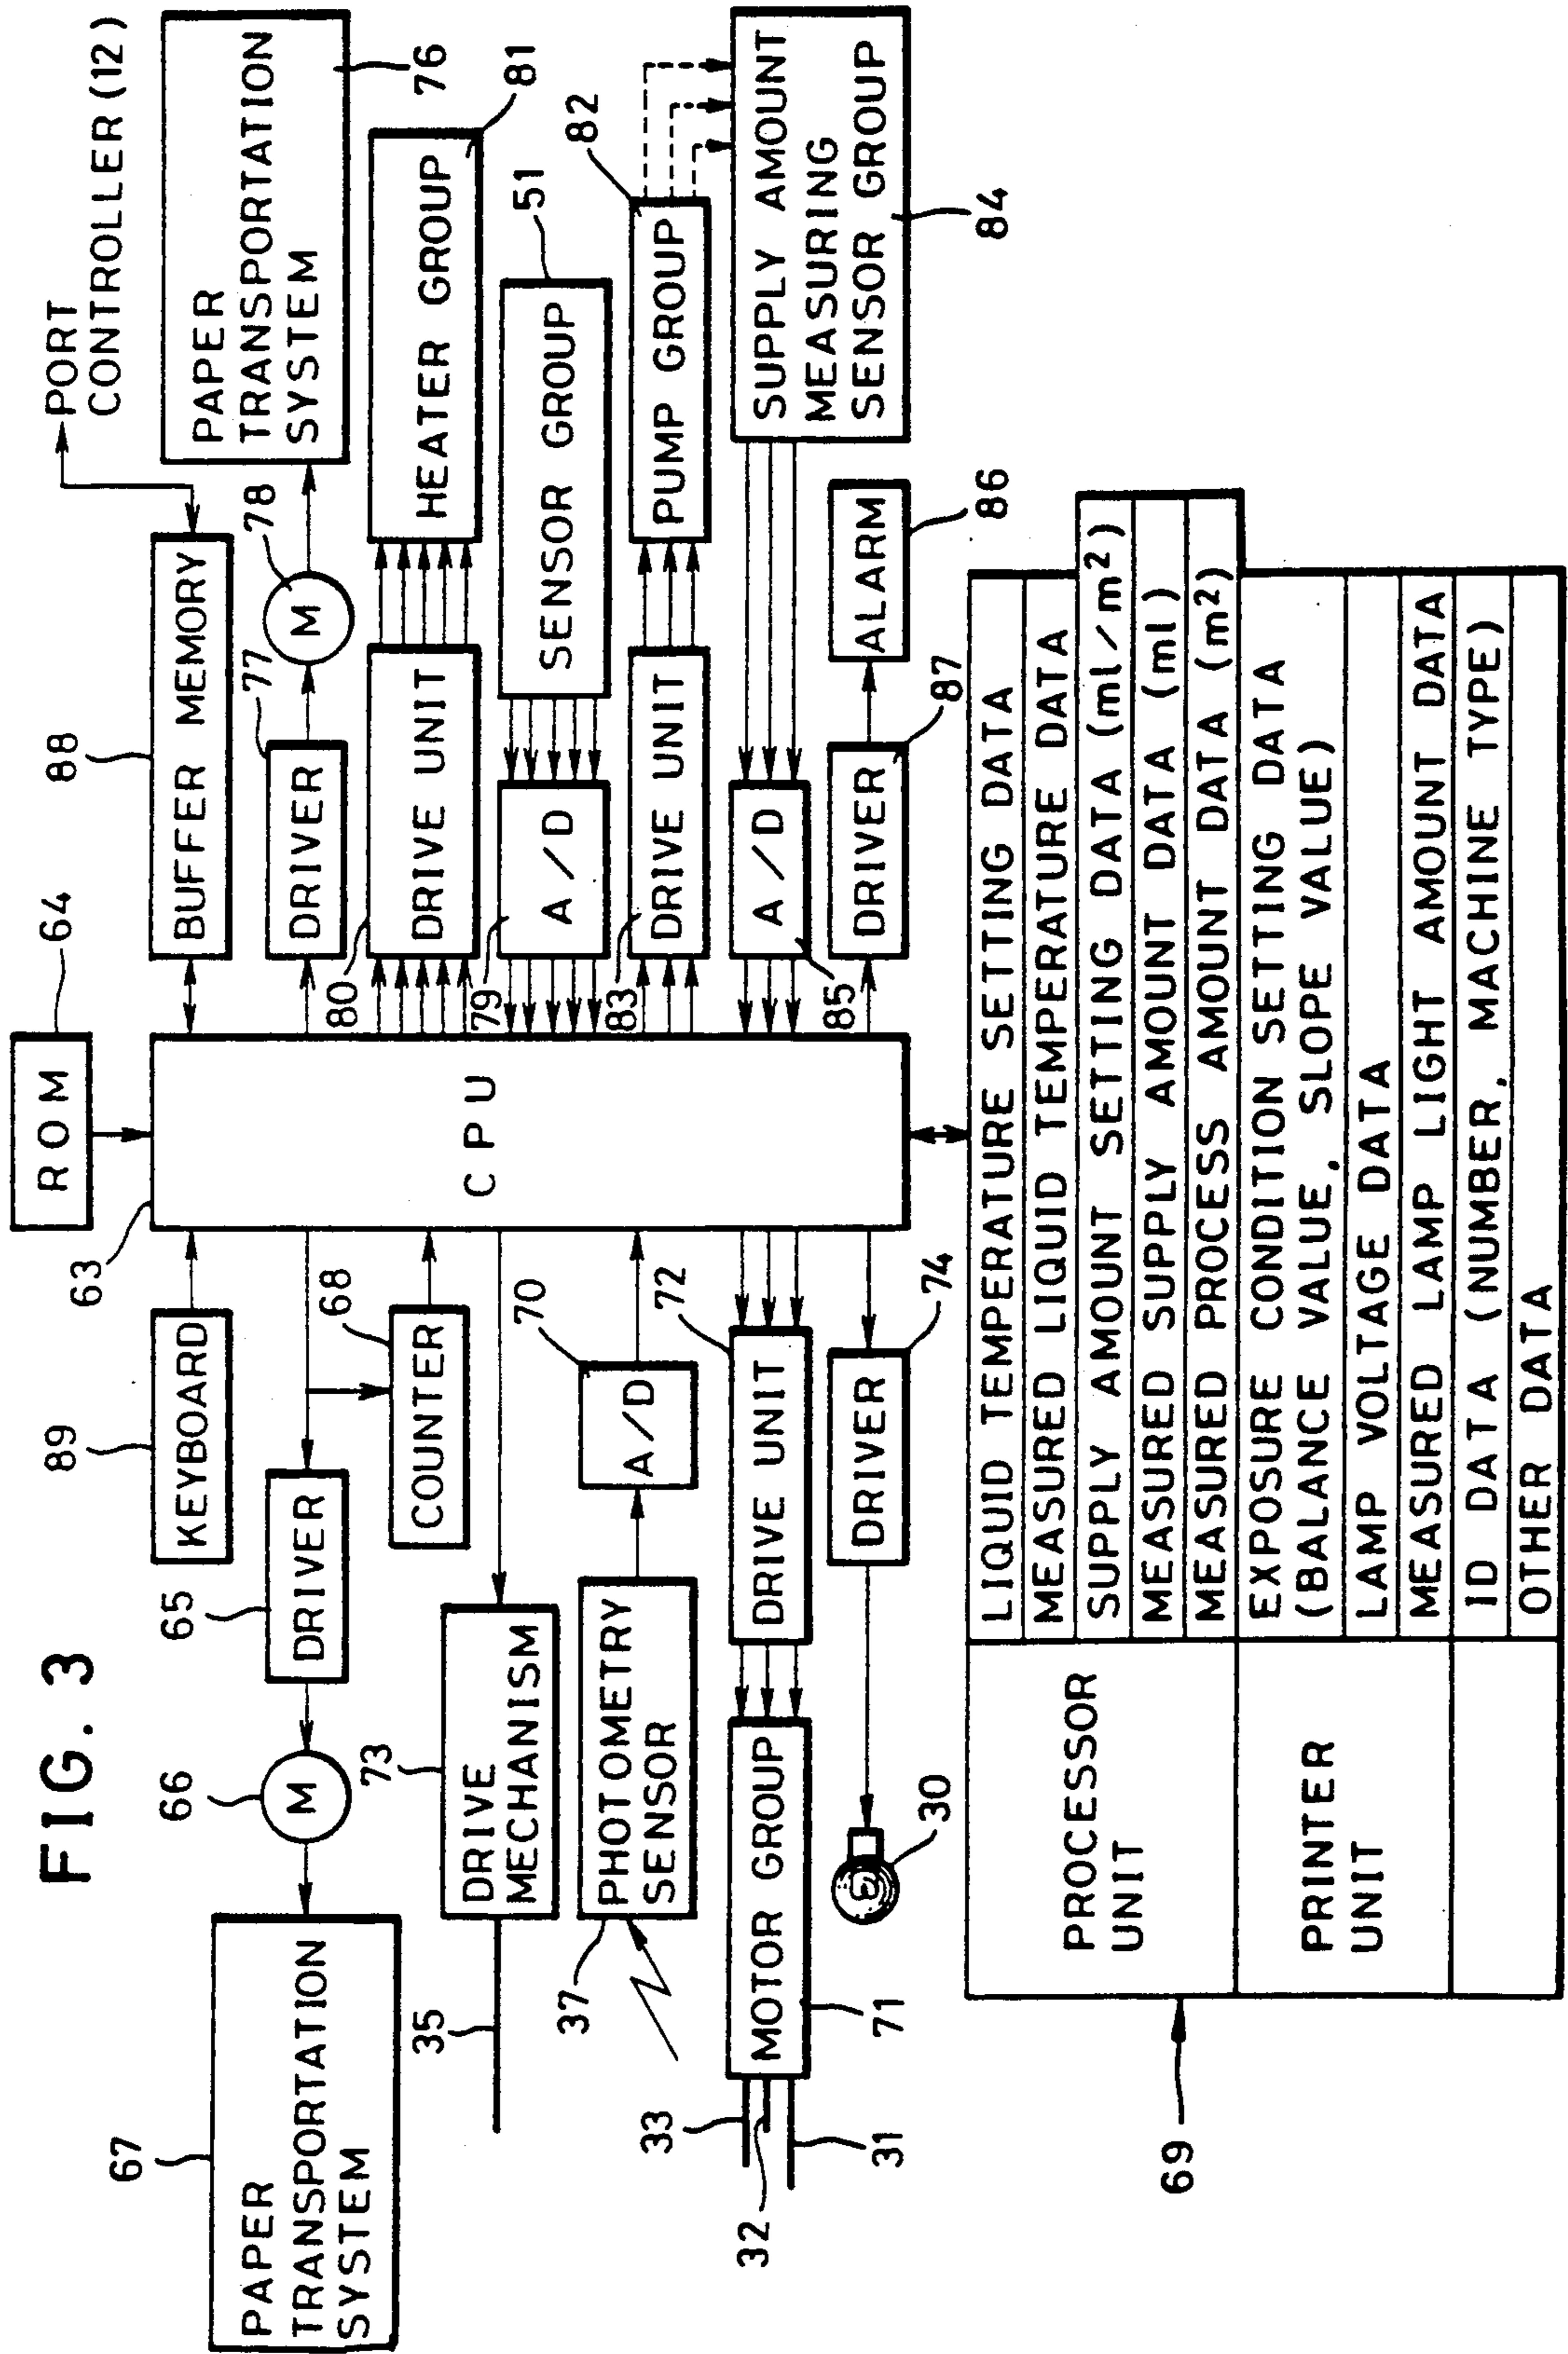 FIG. 3
67
PAPER
TRANSPORTATION
SYSTEM
66
M
65
DRIVER
89
KEYBOARD
68
COUNTER
63
CPU
64
ROM
88
BUFFER MEMORY
PORT
CONTROLLER (12)
77
DRIVER
78
M
PAPER
TRANSPORTATION
SYSTEM
76
35
73
DRIVE
MECHANISM
80
DRIVE UNIT
HEATER GROUP
81
37
PHOTOMETRY
SENSOR
70
A/D
79
A/D
SENSOR GROUP
51
33
32
31
MOTOR GROUP
71
72
DRIVE UNIT
83
DRIVE UNIT
PUMP GROUP
82
30
DRIVER
74
A/D
85
SUPPLY AMOUNT
MEASURING
SENSOR GROUP
84
DRIVER
87
ALARM
86
69
PROCESSOR
UNIT
LIQUID TEMPERATURE SETTING DATA
MEASURED LIQUID TEMPERATURE DATA
SUPPLY AMOUNT SETTING DATA (ml/m²)
MEASURED SUPPLY AMOUNT DATA (ml)
MEASURED PROCESS AMOUNT DATA (m²)
PRINTER
UNIT
EXPOSURE CONDITION SETTING DATA
(BALANCE VALUE, SLOPE VALUE)
LAMP VOLTAGE DATA
MEASURED LAMP LIGHT AMOUNT DATA
ID DATA (NUMBER, MACHINE TYPE)
OTHER DATA